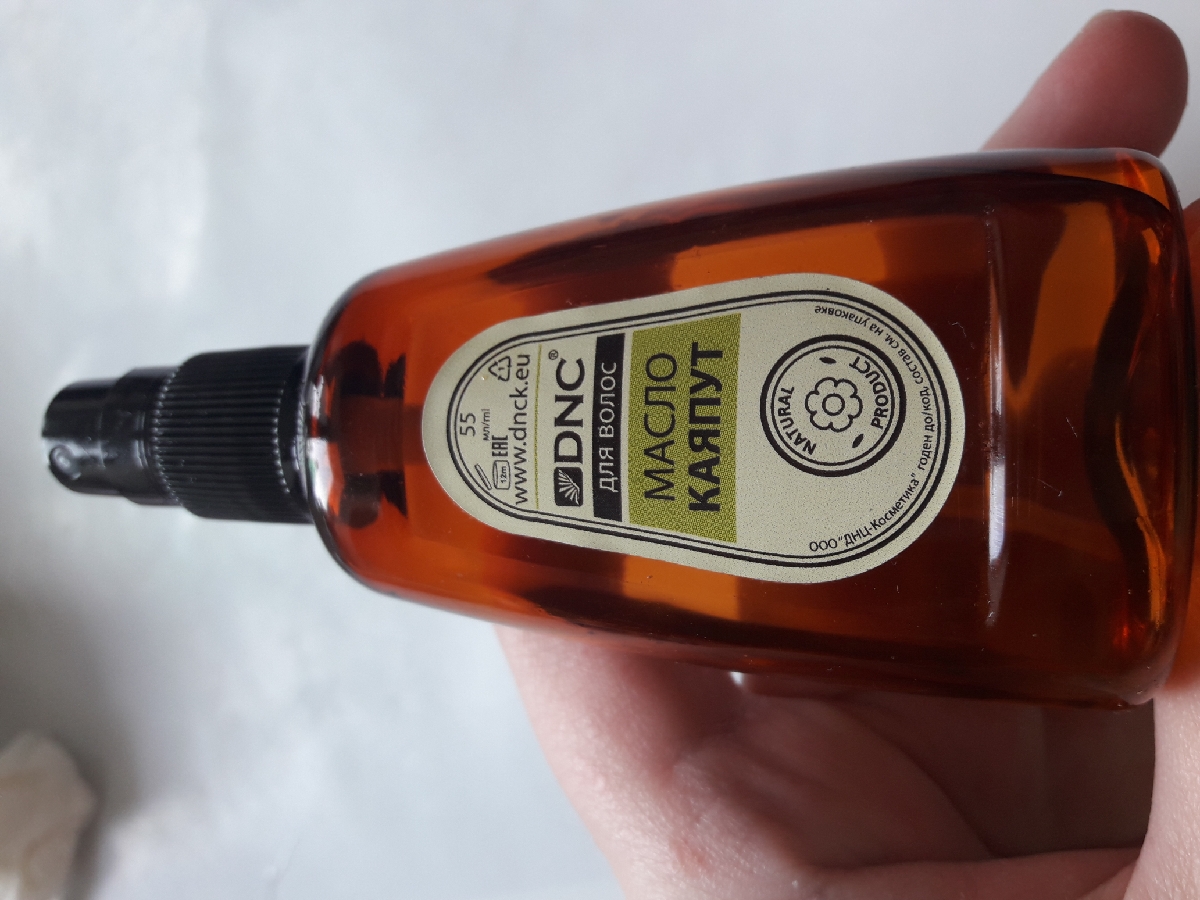 55
мл/ml
12m EAC
www.dnck.eu
DNC®
ДЛЯ ВОЛОС
МАСЛО
КАЯПУТ
NATURAL
PRODUCT
ООО "ДНЦ-Косметика" годен до/код, состав см. на упаковке